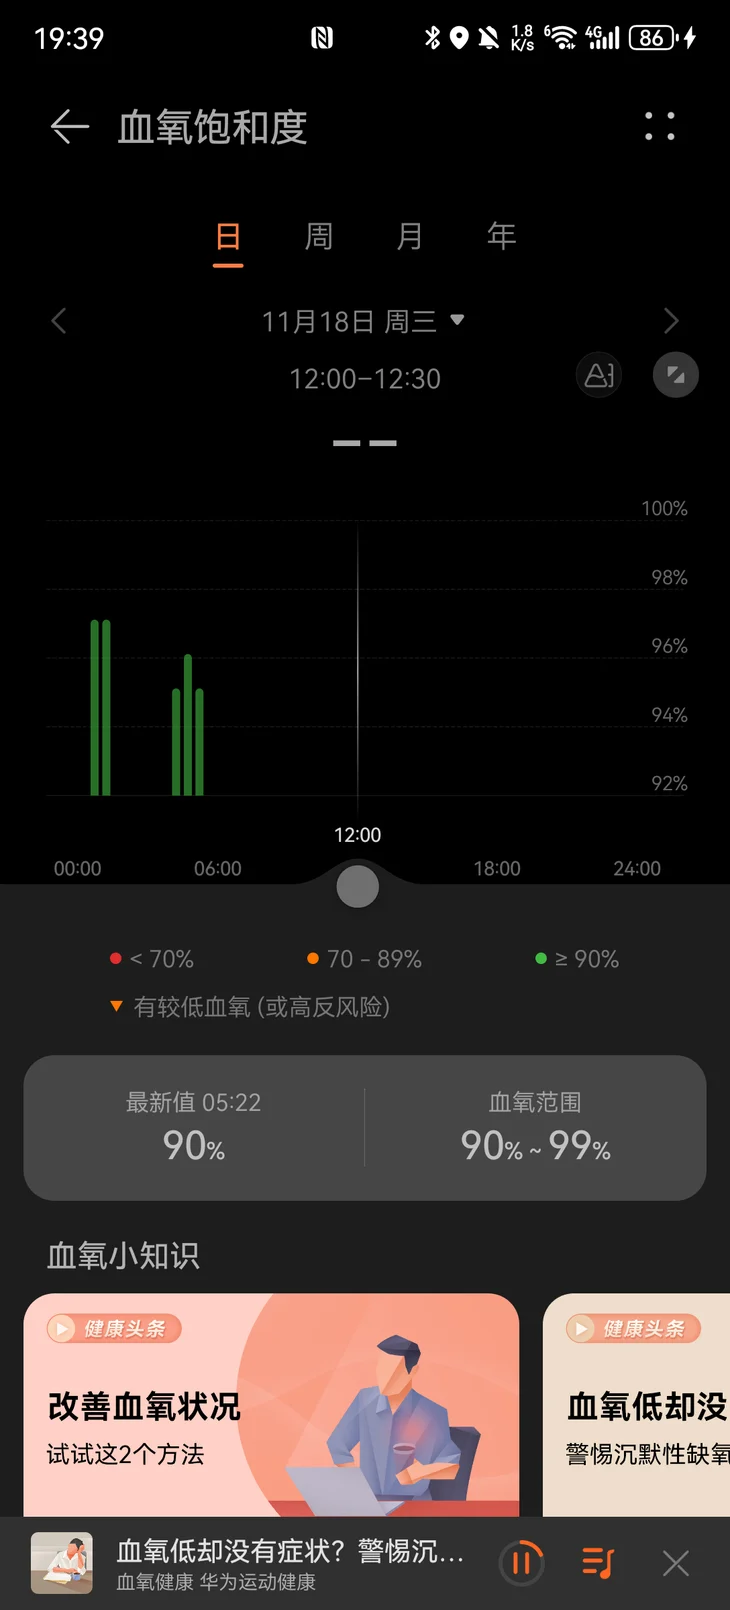 19:39
1.8 K/s 6 4G 86
血氧饱和度
日 周 月 年
11月18日 周三
12:00-12:30
100%
98%
96%
94%
92%
12:00
00:00 06:00 18:00 24:00
< 70% 70 - 89% ≥ 90%
有较低血氧 (或高反风险)
最新值 05:22 血氧范围
90% 90% ~ 99%
血氧小知识
健康头条 健康头条
改善血氧状况 血氧低却没
试试这2个方法 警惕沉默性缺氧
血氧低却没有症状? 警惕沉...
血氧健康 华为运动健康